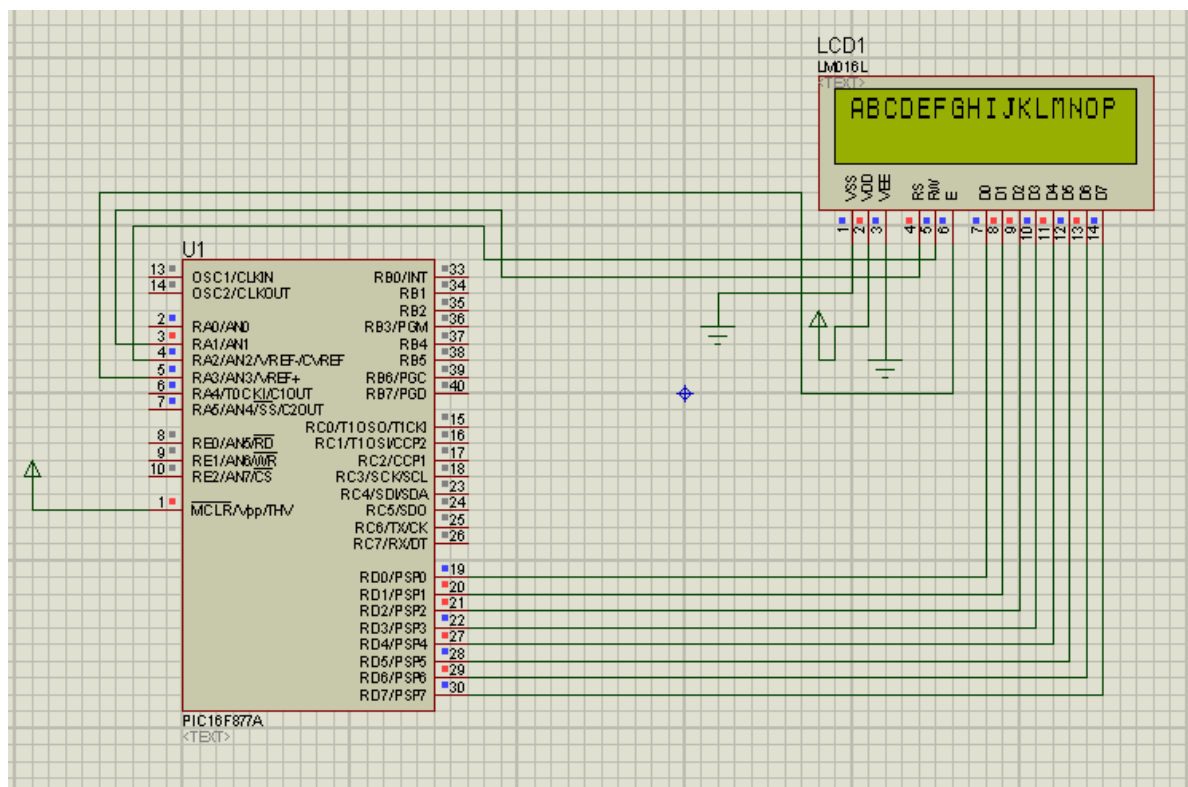 LCD1
LM016L
<TEXT>
ABCDEFGHIJKLMNOP
VSS
VDD
VEE
RS
RW
E
D0
D1
D2
D3
D4
D5
D6
D7
1
2
3
4
5
6
7
8
9
10
11
12
13
14
U1
13 OSC1/CLKIN RB0/INT 33
14 OSC2/CLKOUT RB1 34
RB2 35
2 RA0/AN0 RB3/PGM 36
3 RA1/AN1 RB4 37
4 RA2/AN2/VREF-/CVREF RB5 38
5 RA3/AN3/VREF+ RB6/PGC 39
6 RA4/T0CKI/C1OUT RB7/PGD 40
7 RA5/AN4/SS/C2OUT
RC0/T1OSO/T1CKI 15
8 RE0/AN5/RD RC1/T1OSI/CCP2 16
9 RE1/AN6/WR RC2/CCP1 17
10 RE2/AN7/CS RC3/SCK/SCL 18
RC4/SDI/SDA 23
1 MCLR/Vpp/THV RC5/SDO 24
RC6/TX/CK 25
RC7/RX/DT 26
RD0/PSP0 19
RD1/PSP1 20
RD2/PSP2 21
RD3/PSP3 22
RD4/PSP4 27
RD5/PSP5 28
RD6/PSP6 29
RD7/PSP7 30
PIC16F877A
<TEXT>